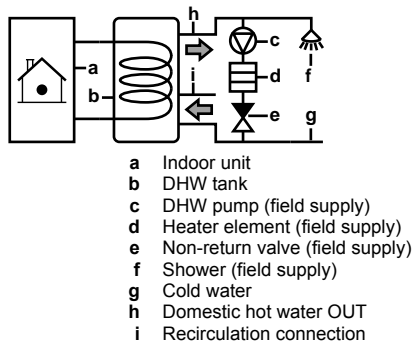 h
c
a
i
d
f
b
e
g
a Indoor unit
b DHW tank
c DHW pump (field supply)
d Heater element (field supply)
e Non-return valve (field supply)
f Shower (field supply)
g Cold water
h Domestic hot water OUT
i Recirculation connection